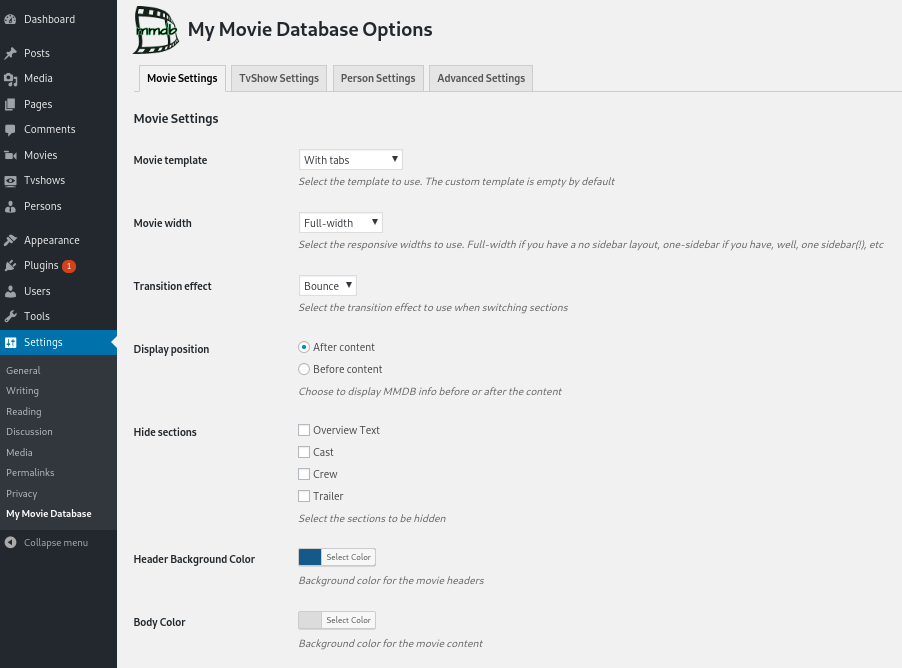 Dashboard
Posts
Media
Pages
Comments
Movies
Tvshows
Persons
Appearance
Plugins 1
Users
Tools
Settings
General
Writing
Reading
Discussion
Media
Permalinks
Privacy
My Movie Database
Collapse menu
mmdb
My Movie Database Options
Movie Settings TvShow Settings Person Settings Advanced Settings
Movie Settings
Movie template With tabs
Select the template to use. The custom template is empty by default
Movie width Full-width
Select the responsive widths to use. Full-width if you have a no sidebar layout, one-sidebar if you have, well, one sidebar(!), etc
Transition effect Bounce
Select the transition effect to use when switching sections
Display position After content
Before content
Choose to display MMDB info before or after the content
Hide sections Overview Text
Cast
Crew
Trailer
Select the sections to be hidden
Header Background Color Select Color
Background color for the movie headers
Body Color Select Color
Background color for the movie content